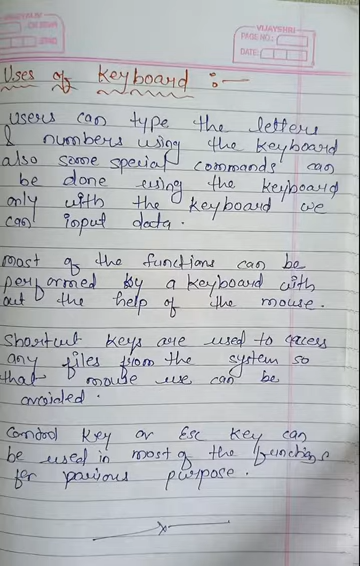 VIJAYSHRI
PAGE NO.:
DATE:
Uses of Keyboard :-
Users can type the letters
& numbers using the Keyboard
also some special commands can
be done using the Keyboard
only with the Keyboard we
can input data.
most of the functions can be
performed by a Keyboard with
out the help of the mouse.
Shortcut Keys are used to access
any files from the system so
that mouse use can be
avoided.
Control Key or Esc Key can
be used in most of the functions
for various purpose.